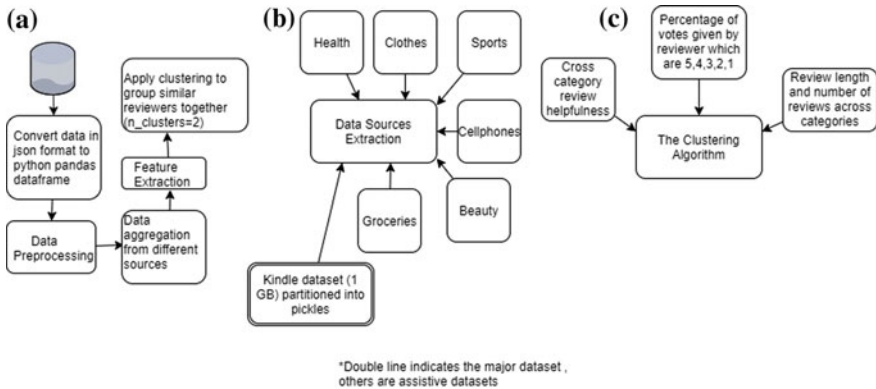 (a)
Convert data in
json format to
python pandas
dataframe
Data
Preprocessing
Data
aggregation
from different
sources
Feature
Extraction
Apply clustering to
group similar
reviewers together
(n_clusters=2)
(b)
Health
Clothes
Sports
Data Sources
Extraction
Cellphones
Groceries
Beauty
Kindle dataset (1
GB) partitioned into
pickles
*Double line indicates the major dataset ,
others are assistive datasets
(c)
Cross
category
review
helpfulness
Percentage of
votes given by
reviewer which
are 5,4,3,2,1
Review length
and number of
reviews across
categories
The Clustering
Algorithm